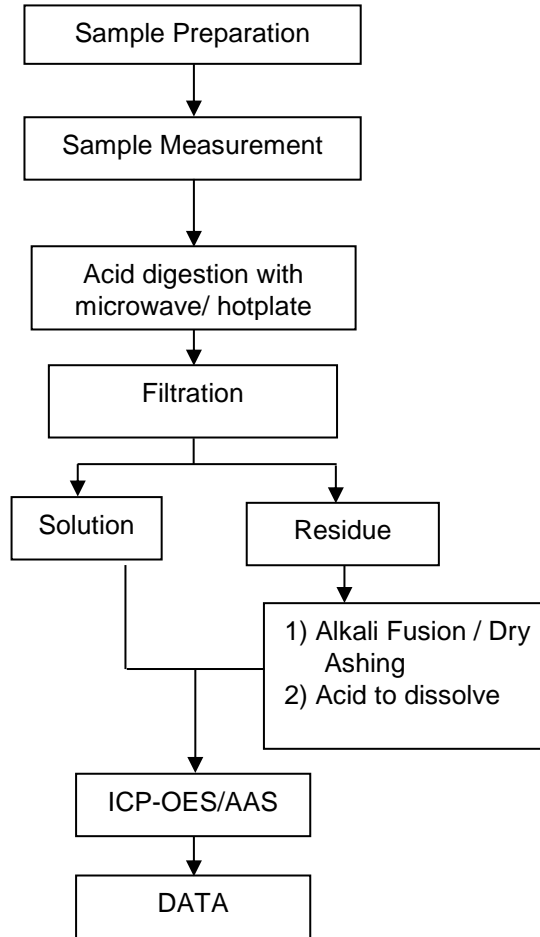 Sample Preparation
Sample Measurement
Acid digestion with
microwave/ hotplate
Filtration
Solution
Residue
1) Alkali Fusion / Dry
Ashing
2) Acid to dissolve
ICP-OES/AAS
DATA